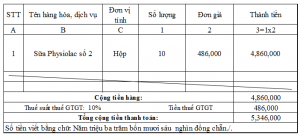 STT Tên hàng hóa, dịch vụ Đơn vị tính Số lượng Đơn giá Thành tiền
A B C 1 2 3=1x2
1 Sữa Physiolac số 2 Hộp 10 486,000 4,860,000
Cộng tiền hàng: 4,860,000
Thuế suất thuế GTGT: 10% Tiền thuế GTGT 486,000
Tổng cộng tiền thanh toán: 5,346,000
Số tiền viết bằng chữ: Năm triệu ba trăm bốn mươi sáu nghìn đồng chẵn./.